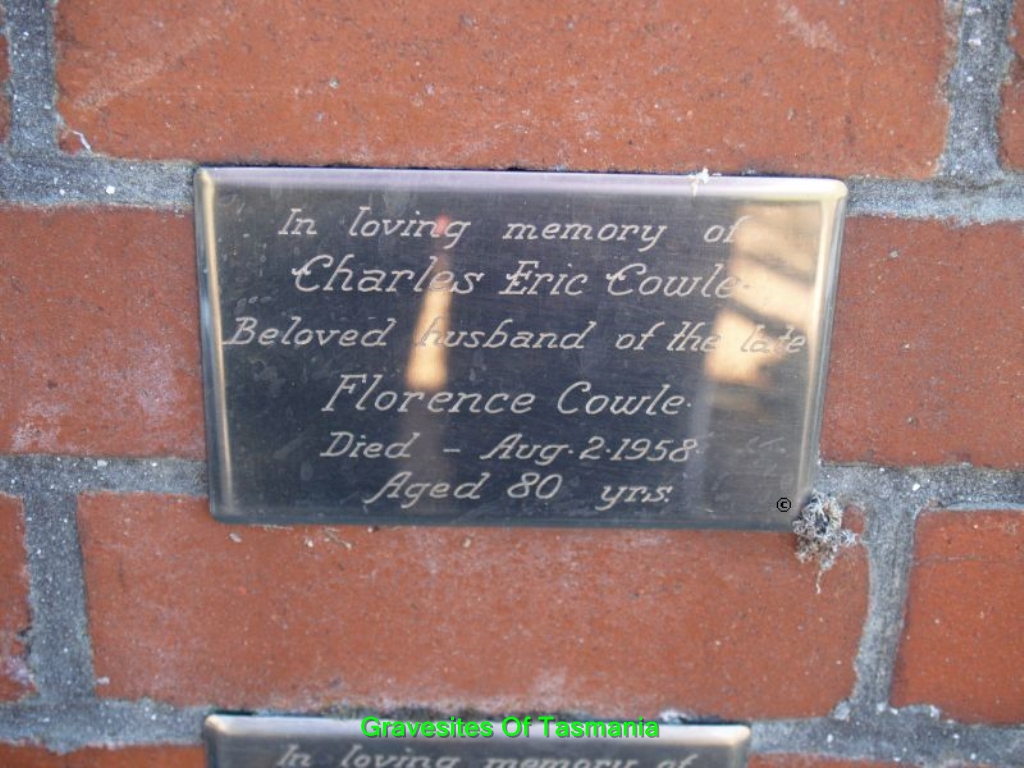 In loving memory of
Charles Eric Cowle.
Beloved husband of the late
Florence Cowle.
Died - Aug. 2. 1958
Aged 80 yrs.
©
Gravesites Of Tasmania
In loving memory of